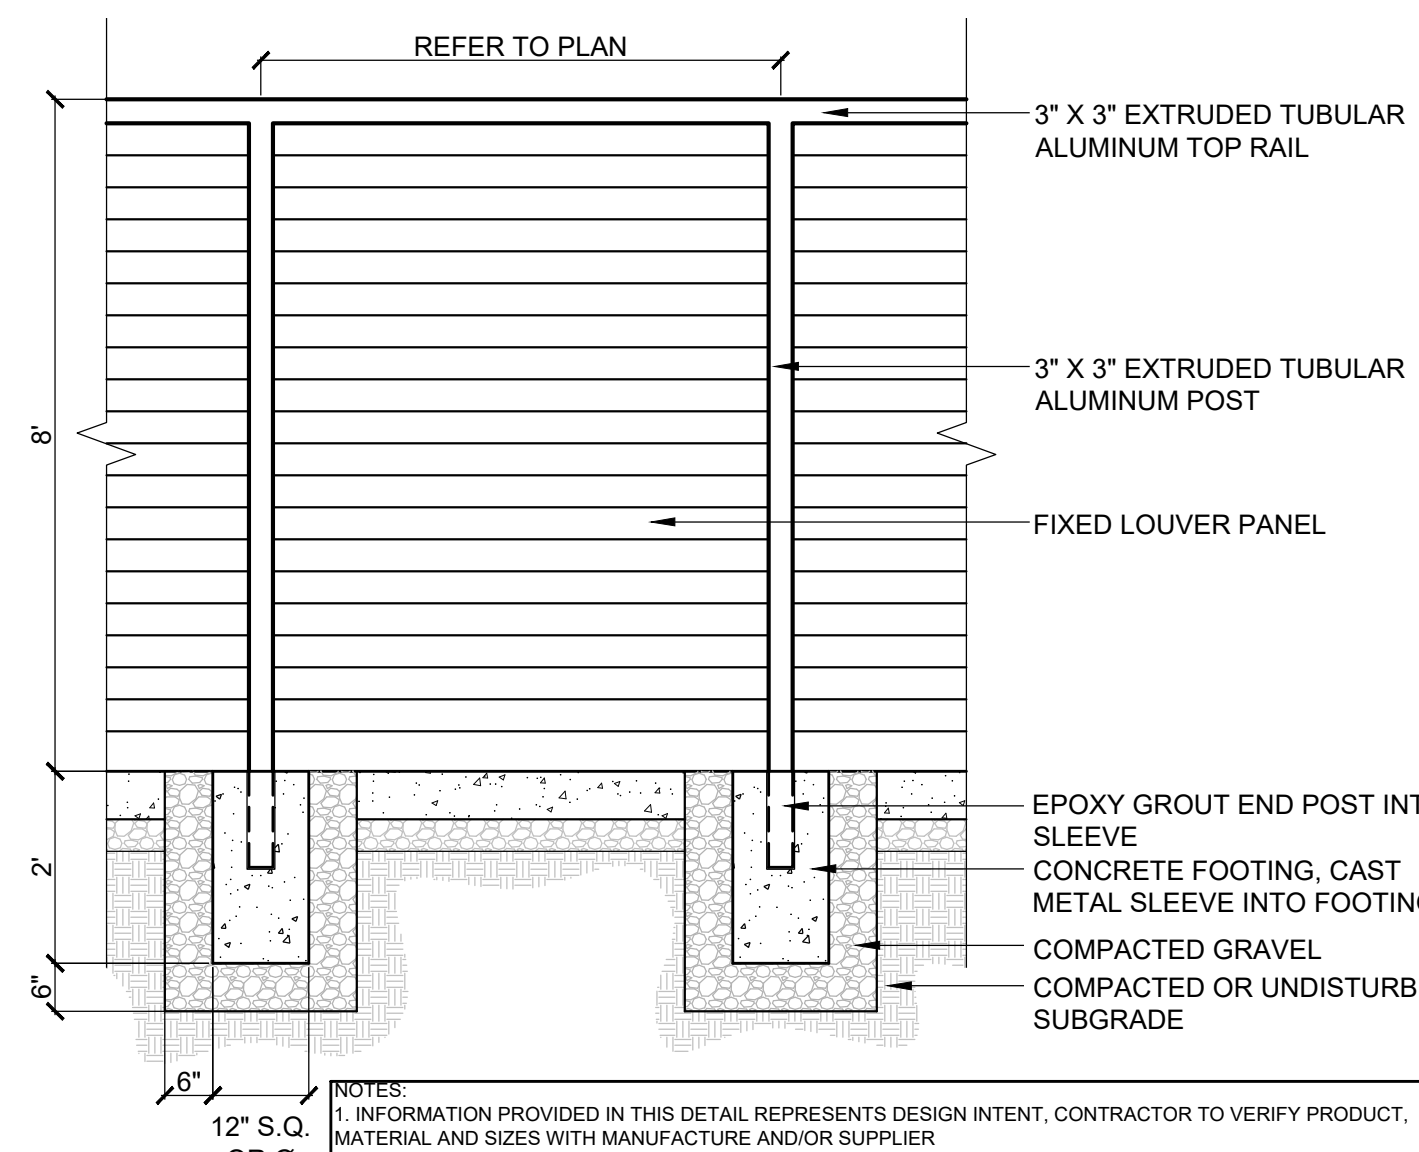 REFER TO PLAN
3" X 3" EXTRUDED TUBULAR
ALUMINUM TOP RAIL
8'
3" X 3" EXTRUDED TUBULAR
ALUMINUM POST
FIXED LOUVER PANEL
EPOXY GROUT END POST INT
SLEEVE
2'
CONCRETE FOOTING, CAST
METAL SLEEVE INTO FOOTING
COMPACTED GRAVEL
6"
COMPACTED OR UNDISTURB
SUBGRADE
6"
12" S.Q.
OR Ø
NOTES:
1. INFORMATION PROVIDED IN THIS DETAIL REPRESENTS DESIGN INTENT, CONTRACTOR TO VERIFY PRODUCT,
MATERIAL AND SIZES WITH MANUFACTURE AND/OR SUPPLIER